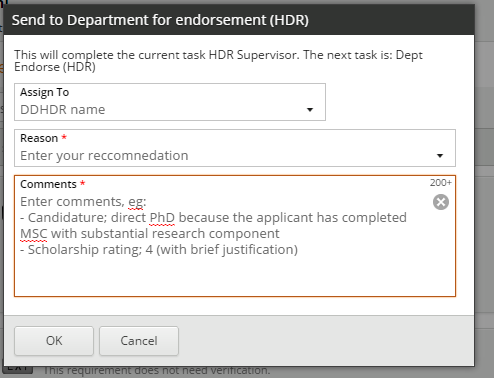 Send to Department for endorsement (HDR)
This will complete the current task HDR Supervisor. The next task is: Dept
Endorse (HDR)
Assign To
DDHDR name
Reason *
Enter your reccomnedation
Comments *
200+
Enter comments, eg:
- Candidature; direct PhD because the applicant has completed
MSC with substantial research component
- Scholarship rating; 4 (with brief justification)
OK
Cancel
EXT
This requirement does not need verification.